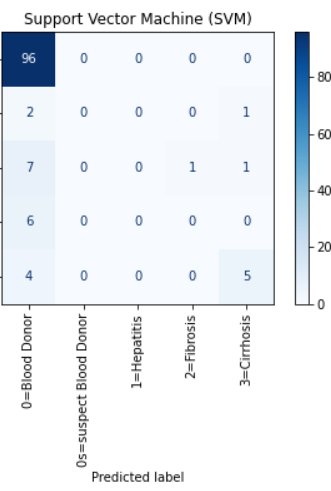 Support Vector Machine (SVM)
96 0 0 0 0
2 0 0 0 1
7 0 0 1 1
6 0 0 0 0
4 0 0 0 5
80
60
40
20
0
0=Blood Donor
0s=suspect Blood Donor
1=Hepatitis
2=Fibrosis
3=Cirrhosis
Predicted label